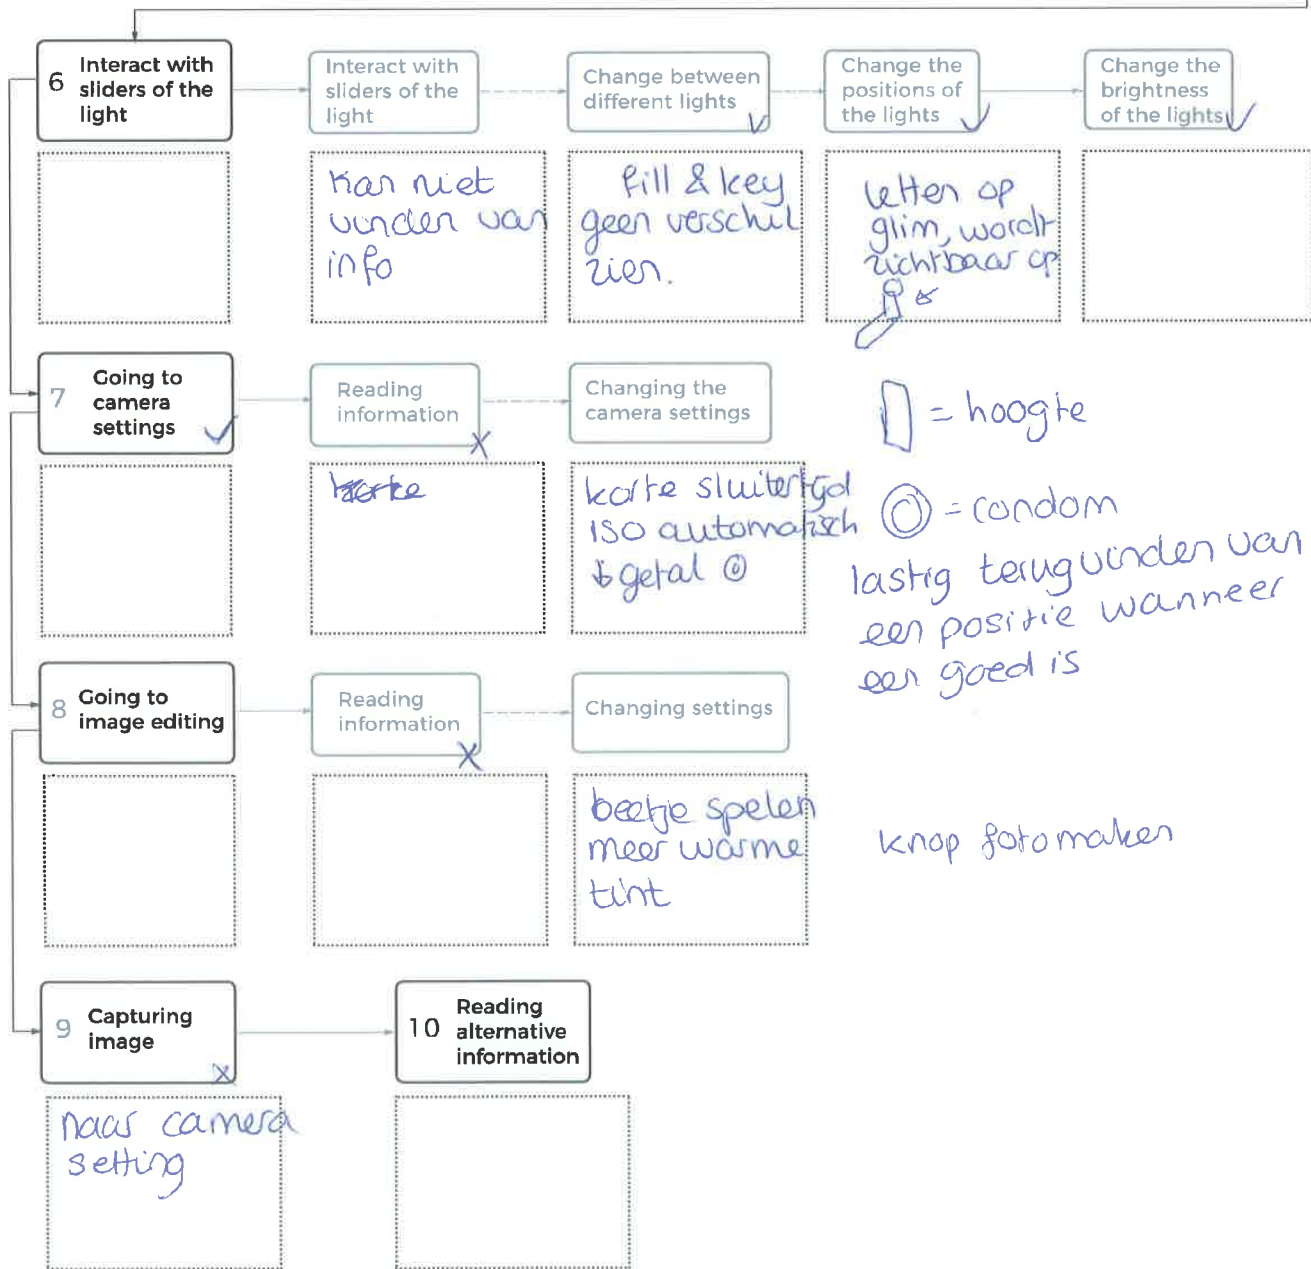 6 Interact with
sliders of the
light
Interact with
sliders of the
light
Change between
different lights
Change the
positions of
the lights
Change the
brightness
of the lights
kan niet
vinden van
info
fill & key
geen verschil
zien.
letten op
glim, wordt
zichtbaar op
7 Going to
camera
settings
Reading
information
Changing the
camera settings
korte sluitertijd
ISO automatisch
↓ getal
= hoogte
= condom
lastig terugvinden van
een positie wanneer
een goed is
8 Going to
image editing
Reading
information
Changing settings
beetje spelen
meer warme
tint
knop foto maken
9 Capturing
image
10 Reading
alternative
information
naar camera
setting